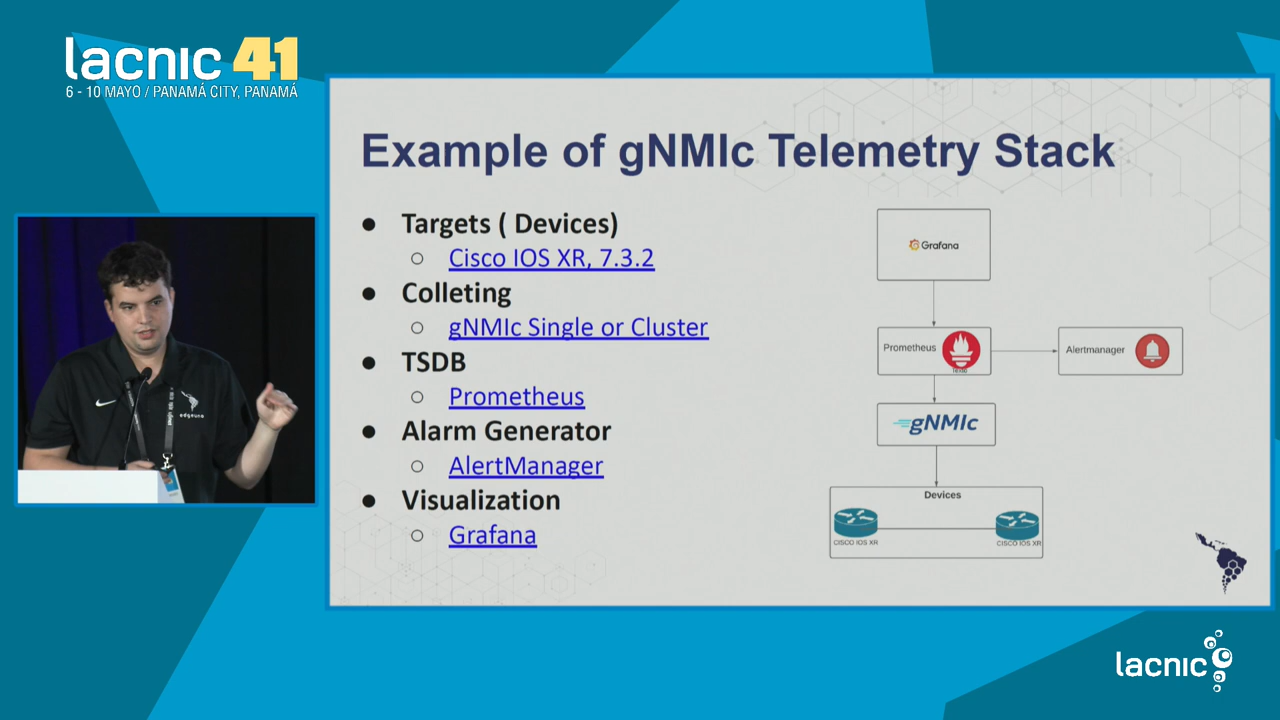 lacnic 41
6 - 10 MAYO / PANAMÁ CITY, PANAMÁ
Example of gNMIc Telemetry Stack
● Targets ( Devices)
○ Cisco IOS XR, 7.3.2
● Colleting
○ gNMIc Single or Cluster
● TSDB
○ Prometheus
● Alarm Generator
○ AlertManager
● Visualization
○ Grafana
Grafana
Prometheus
Alertmanager
gNMIc
Devices
CISCO IOS XR
CISCO IOS XR
edgeuno
lacnic